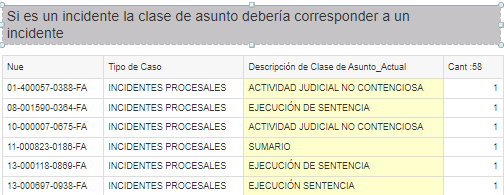 Si es un incidente la clase de asunto debería corresponder a un
incidente
Nue Tipo de Caso Descripción de Clase de Asunto_Actual Cant :58
01-400057-0388-FA INCIDENTES PROCESALES ACTIVIDAD JUDICIAL NO CONTENCIOSA 1
08-001590-0364-FA INCIDENTES PROCESALES EJECUCIÓN DE SENTENCIA 1
10-000007-0675-FA INCIDENTES PROCESALES ACTIVIDAD JUDICIAL NO CONTENCIOSA 1
11-000823-0186-FA INCIDENTES PROCESALES SUMARIO 1
13-000118-0869-FA INCIDENTES PROCESALES EJECUCIÓN DE SENTENCIA 1
13-000697-0938-FA INCIDENTES PROCESALES EJECUCIÓN DE SENTENCIA 1